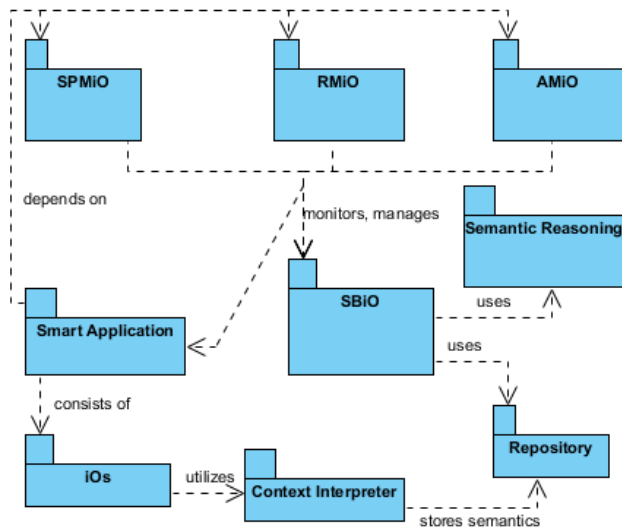 SPMiO
RMiO
AMiO
depends on
monitors, manages
Semantic Reasoning
SBiO
uses
Smart Application
uses
consists of
Repository
iOs
utilizes
Context Interpreter
stores semantics